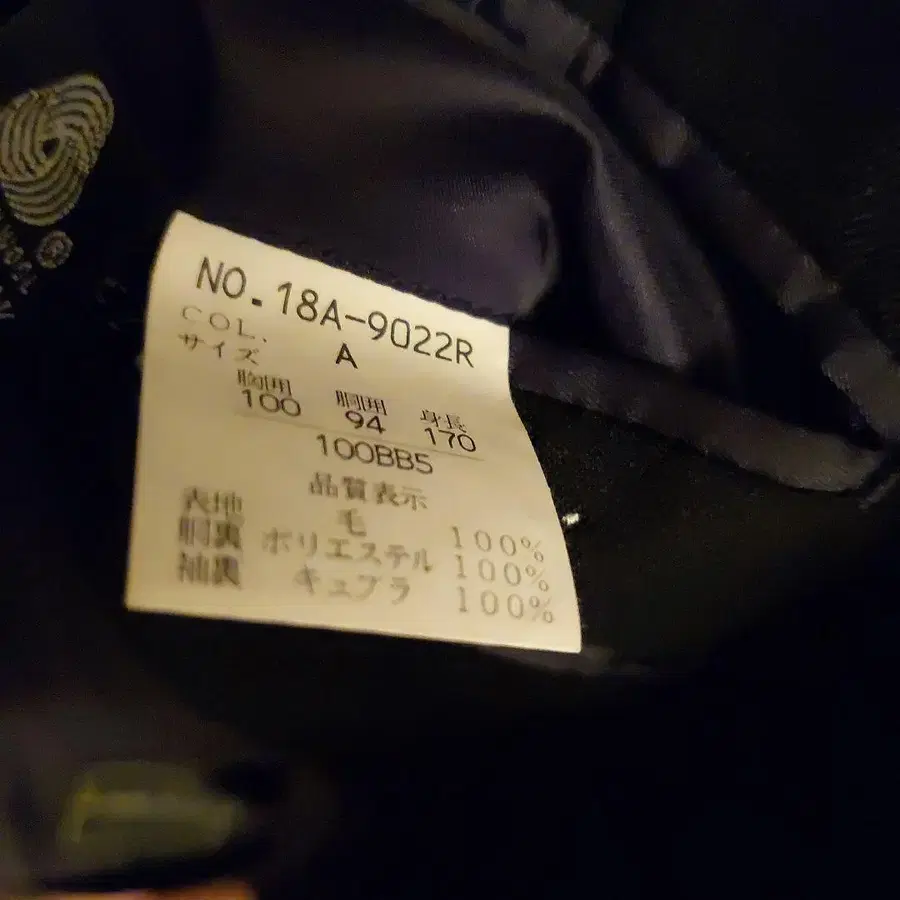 NO.18A-9022R
COL. A
サイズ
胸囲 胴囲 身長
100 94 170
100BB5
品質表示
表地 毛 100%
胴裏 ポリエステル 100%
袖裏 キュプラ 100%